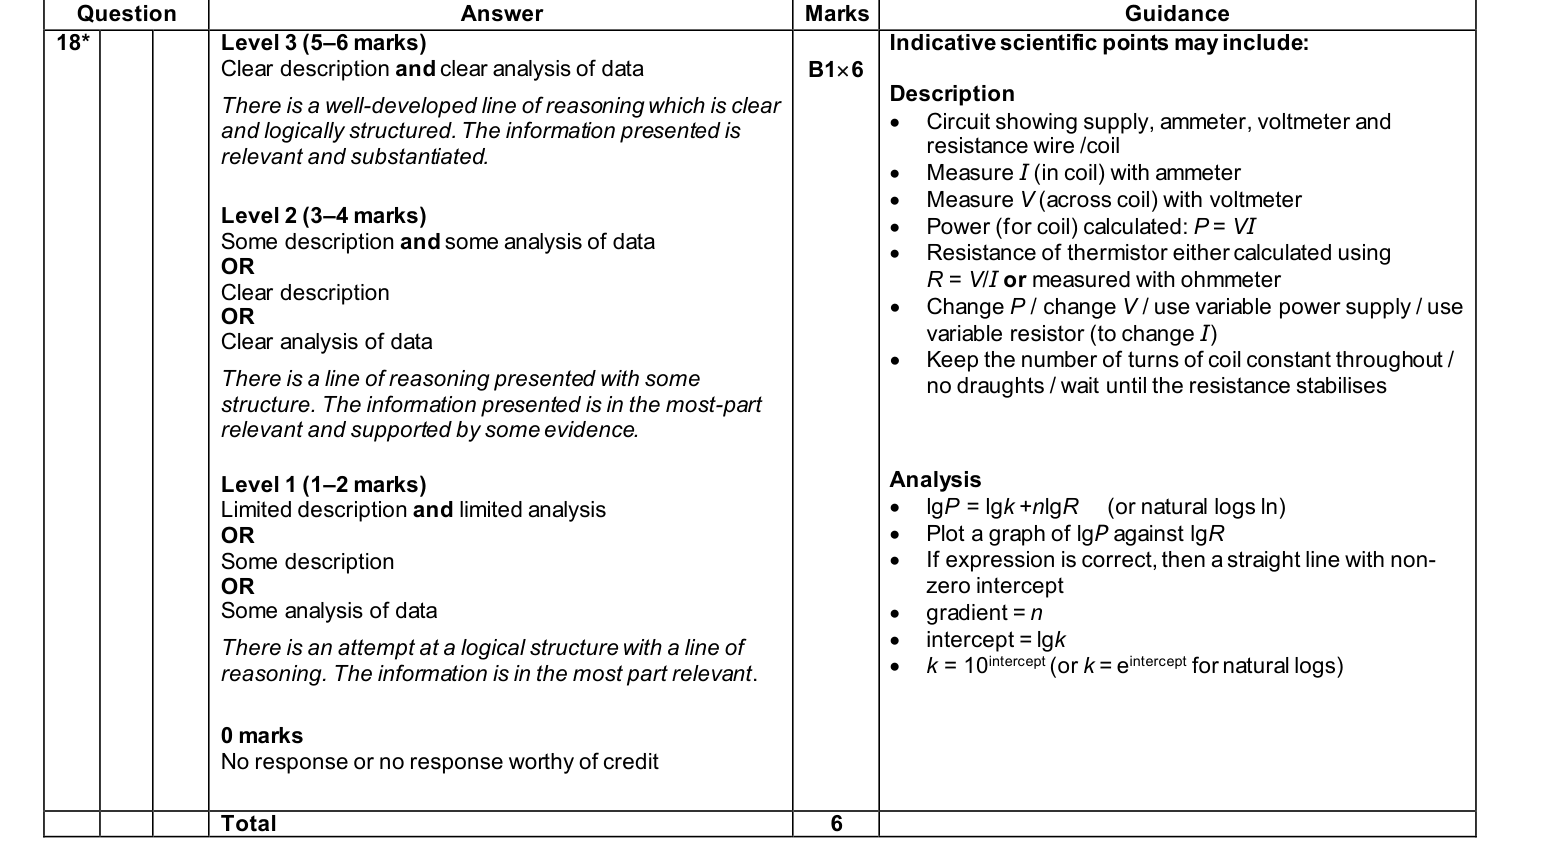 Question Answer Marks Guidance
18*
Level 3 (5–6 marks)
Clear description and clear analysis of data
There is a well-developed line of reasoning which is clear
and logically structured. The information presented is
relevant and substantiated.
Level 2 (3–4 marks)
Some description and some analysis of data
OR
Clear description
OR
Clear analysis of data
There is a line of reasoning presented with some
structure. The information presented is in the most-part
relevant and supported by some evidence.
Level 1 (1–2 marks)
Limited description and limited analysis
OR
Some description
OR
Some analysis of data
There is an attempt at a logical structure with a line of
reasoning. The information is in the most part relevant.
0 marks
No response or no response worthy of credit
B1×6
Indicative scientific points may include:
Description
• Circuit showing supply, ammeter, voltmeter and
resistance wire /coil
• Measure I (in coil) with ammeter
• Measure V (across coil) with voltmeter
• Power (for coil) calculated: P = VI
• Resistance of thermistor either calculated using
R = V/I or measured with ohmmeter
• Change P / change V / use variable power supply / use
variable resistor (to change I)
• Keep the number of turns of coil constant throughout /
no draughts / wait until the resistance stabilises
Analysis
• lgP = lgk +nlgR (or natural logs ln)
• Plot a graph of lgP against lgR
• If expression is correct, then a straight line with non-
zero intercept
• gradient = n
• intercept = lgk
• k = 10^intercept (or k = e^intercept for natural logs)
Total 6